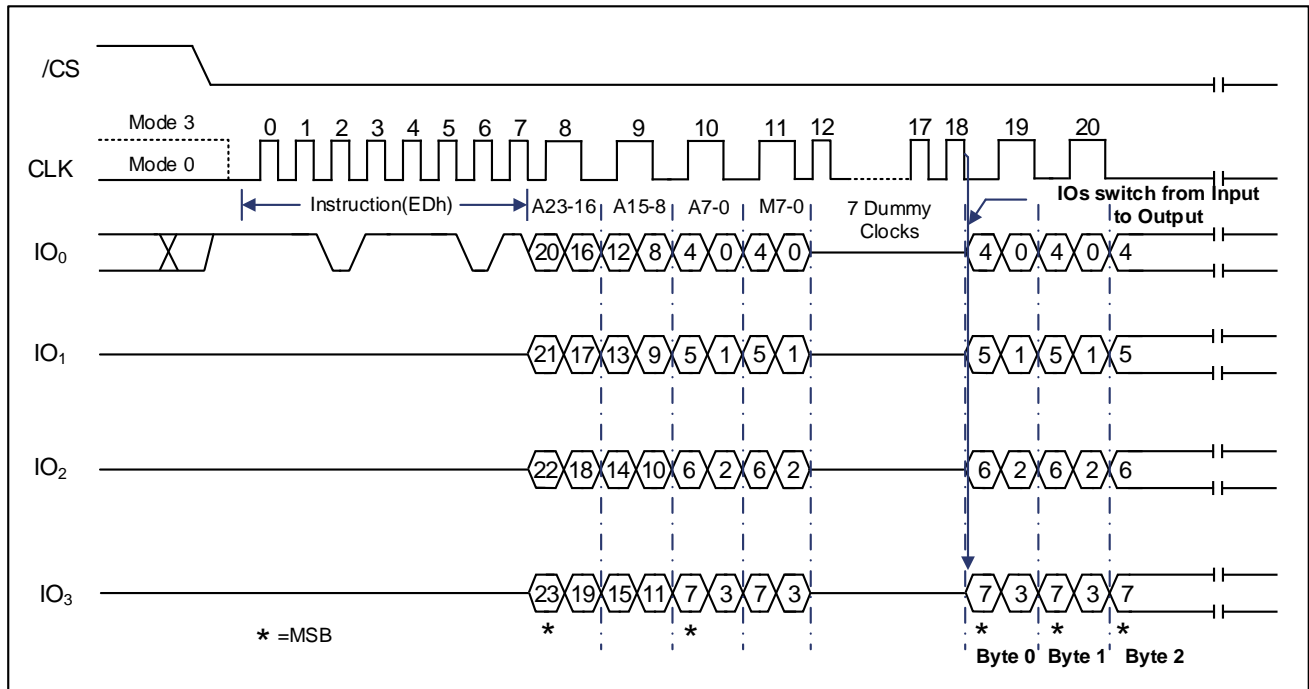 /CS
Mode 3
0 1 2 3 4 5 6 7 8 9 10 11 12 17 18 19 20
CLK
Mode 0
Instruction(EDh) A23-16 A15-8 A7-0 M7-0 7 Dummy
Clocks
IOs switch from Input
to Output
IO₀ 20 16 12 8 4 0 4 0 4 0 4 0 4
IO₁ 21 17 13 9 5 1 5 1 5 1 5 1 5
IO₂ 22 18 14 10 6 2 6 2 6 2 6 2 6
IO₃ 23 19 15 11 7 3 7 3 7 3 7 3 7
* =MSB * * * * *
Byte 0 Byte 1 Byte 2